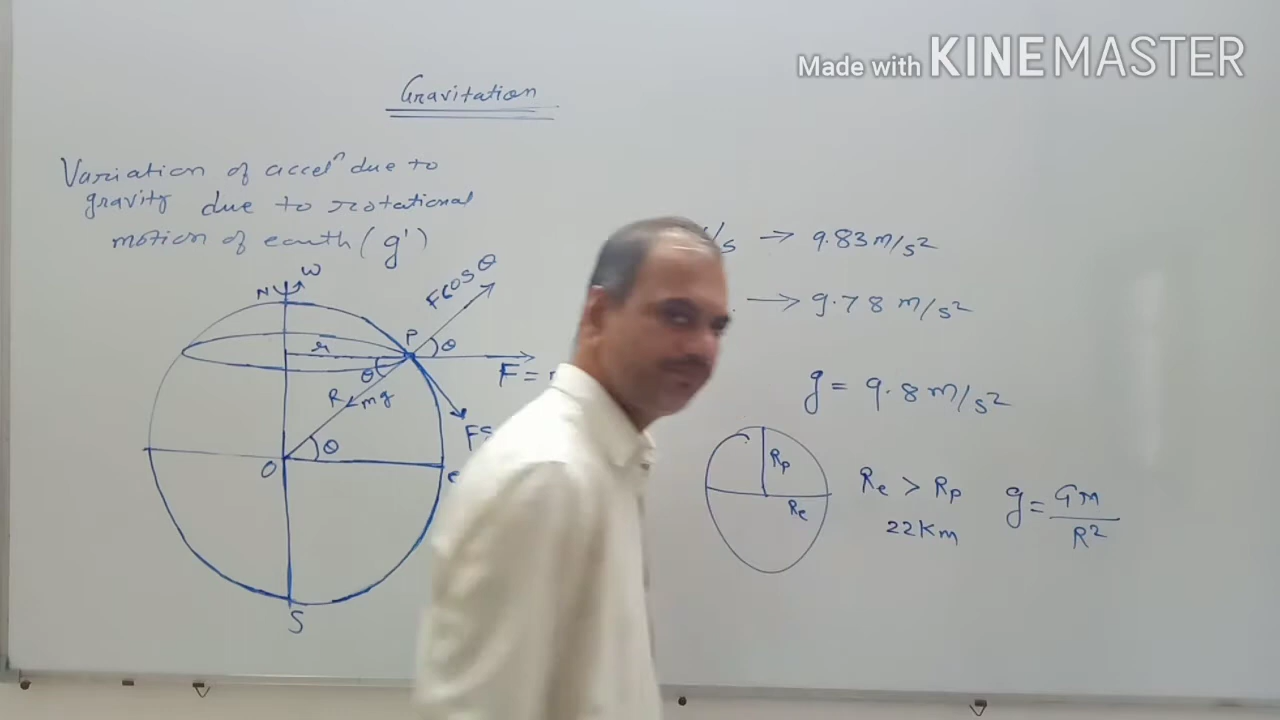 Made with KINEMASTER
Gravitation
Variation of accelⁿ due to
gravity due to rotational
motion of earth (g')
N ω
F cos θ
P
θ
r
θ
F =
R mg
θ
O
S
/s → 9.83 m/s²
→ 9.78 m/s²
g = 9.8 m/s²
Rp
Re
Re > Rp
22 Km
g = GM/R²